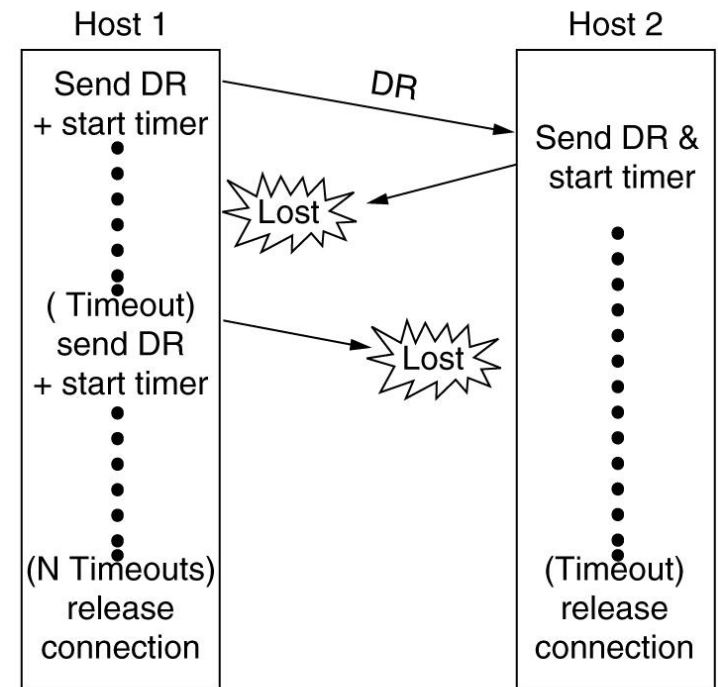 Host 1
Host 2
Send DR
+ start timer
DR
Send DR &
start timer
Lost
( Timeout)
send DR
+ start timer
Lost
(N Timeouts)
release
connection
(Timeout)
release
connection